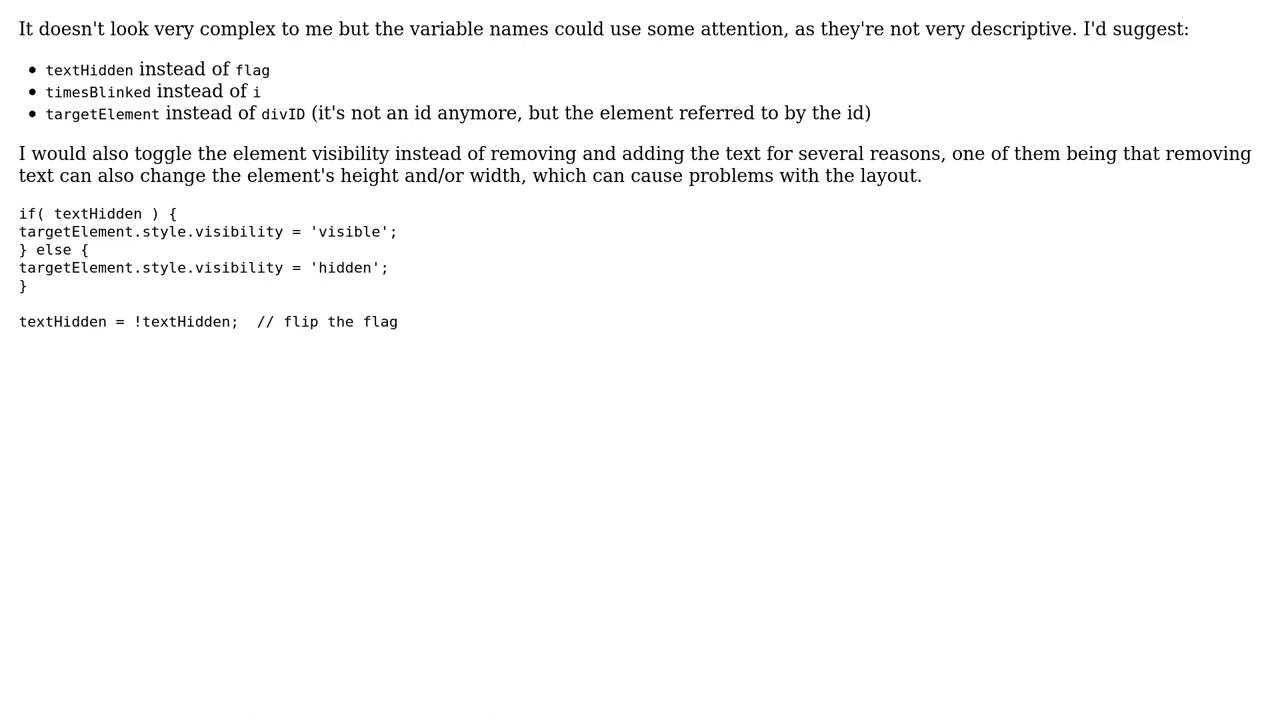 It doesn't look very complex to me but the variable names could use some attention, as they're not very descriptive. I'd suggest:
• textHidden instead of flag
• timesBlinked instead of i
• targetElement instead of divID (it's not an id anymore, but the element referred to by the id)
I would also toggle the element visibility instead of removing and adding the text for several reasons, one of them being that removing
text can also change the element's height and/or width, which can cause problems with the layout.
if( textHidden ) {
targetElement.style.visibility = 'visible';
} else {
targetElement.style.visibility = 'hidden';
}
textHidden = !textHidden;  // flip the flag